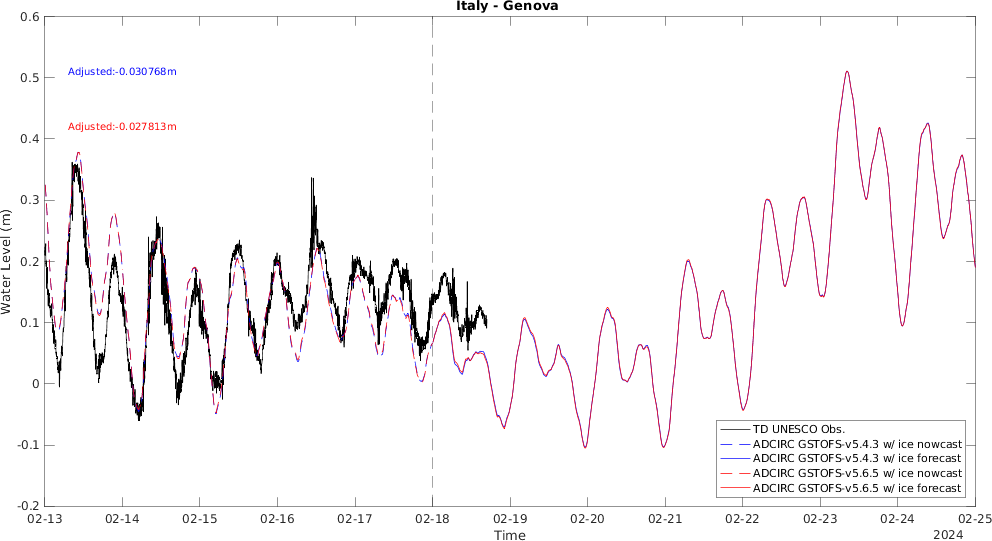 Italy - Genova
0.6
0.5
0.4
0.3
0.2
0.1
0
-0.1
-0.2
Water Level (m)
Adjusted:-0.030768m
Adjusted:-0.027813m
TD UNESCO Obs.
ADCIRC GSTOFS-v5.4.3 w/ ice nowcast
ADCIRC GSTOFS-v5.4.3 w/ ice forecast
ADCIRC GSTOFS-v5.6.5 w/ ice nowcast
ADCIRC GSTOFS-v5.6.5 w/ ice forecast
02-13 02-14 02-15 02-16 02-17 02-18 02-19 02-20 02-21 02-22 02-23 02-24 02-25
Time
2024